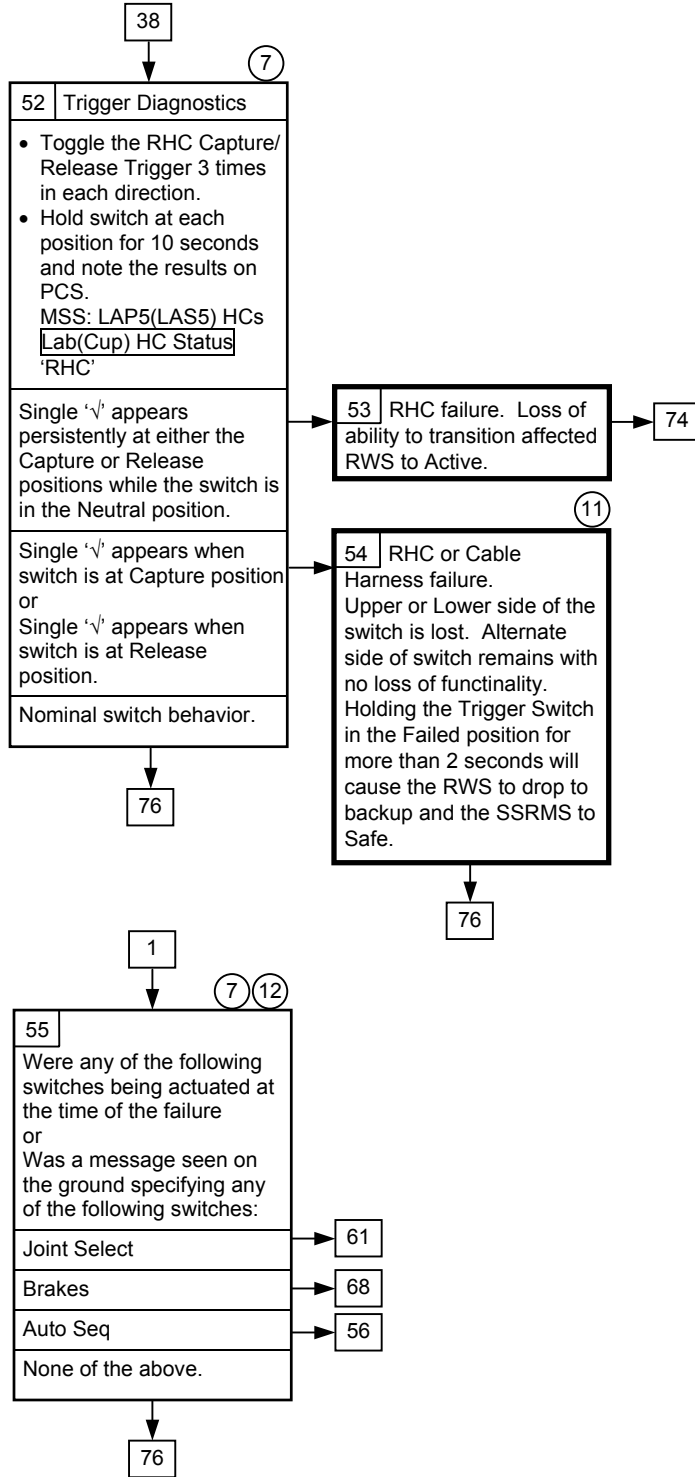 38
7
52 Trigger Diagnostics
• Toggle the RHC Capture/
Release Trigger 3 times
in each direction.
• Hold switch at each
position for 10 seconds
and note the results on
PCS.
MSS: LAP5(LAS5) HCs
Lab(Cup) HC Status
‘RHC’
Single ‘√’ appears
persistently at either the
Capture or Release
positions while the switch is
in the Neutral position.
53 RHC failure. Loss of
ability to transition affected
RWS to Active.
74
Single ‘√’ appears when
switch is at Capture position
or
Single ‘√’ appears when
switch is at Release
position.
11
54 RHC or Cable
Harness failure.
Upper or Lower side of the
switch is lost. Alternate
side of switch remains with
no loss of functinality.
Holding the Trigger Switch
in the Failed position for
more than 2 seconds will
cause the RWS to drop to
backup and the SSRMS to
Safe.
Nominal switch behavior.
76
76
1
7 12
55
Were any of the following
switches being actuated at
the time of the failure
or
Was a message seen on
the ground specifying any
of the following switches:
Joint Select
61
Brakes
68
Auto Seq
56
None of the above.
76